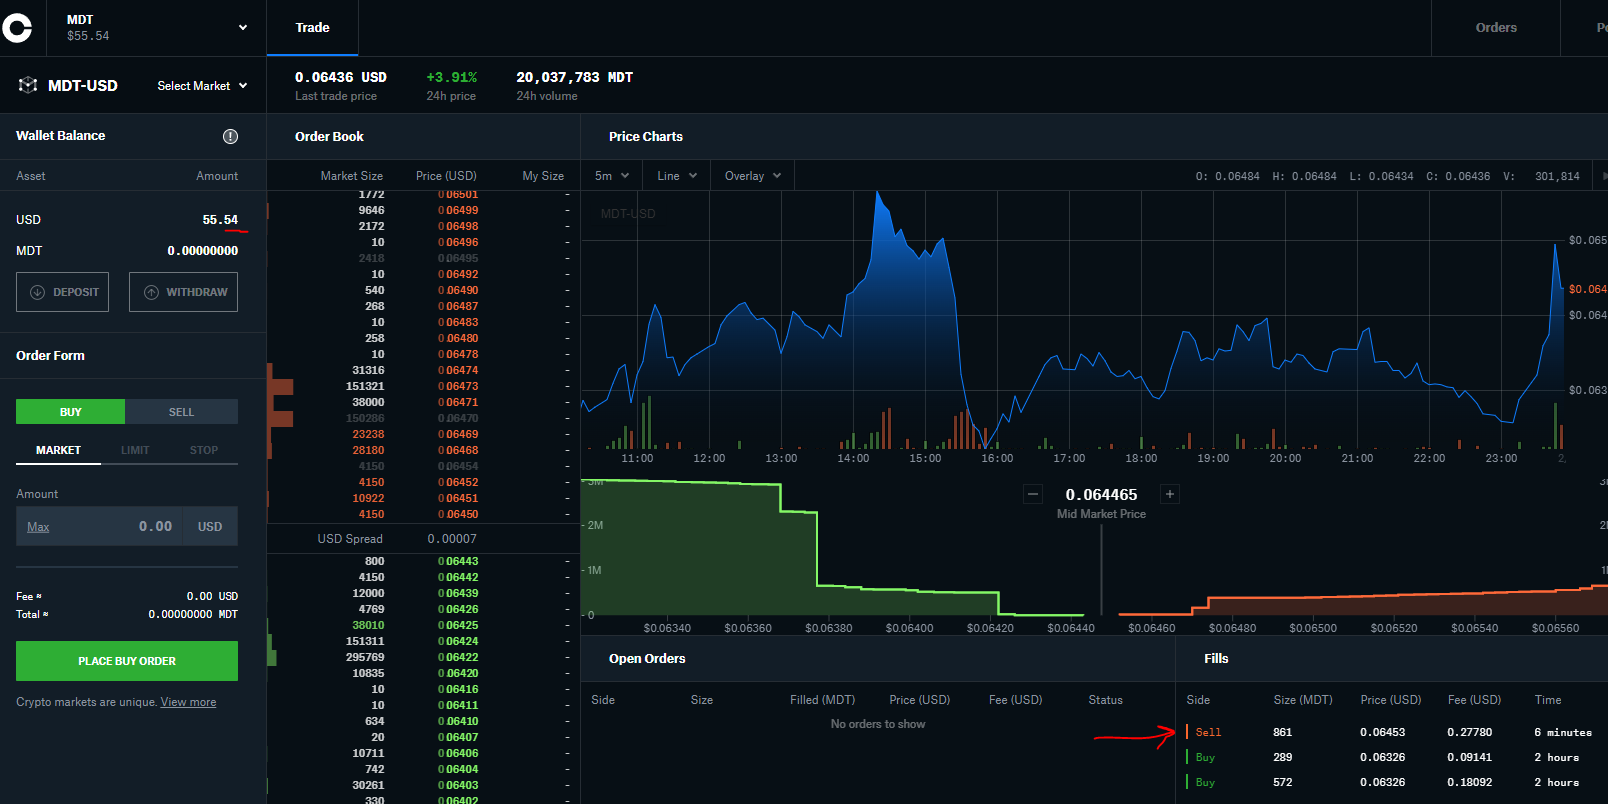 MDT
$55.54
Trade
Orders
MDT-USD
Select Market
0.06436 USD
Last trade price
+3.91%
24h price
20,037,783 MDT
24h volume
Wallet Balance
Asset Amount
USD 55.54
MDT 0.00000000
DEPOSIT WITHDRAW
Order Form
BUY SELL
MARKET LIMIT STOP
Amount
Max 0.00 USD
Fee ≈ 0.00 USD
Total ≈ 0.00000000 MDT
PLACE BUY ORDER
Crypto markets are unique. View more
Order Book
Market Size Price (USD) My Size
1772 0.06501 -
9646 0.06499 -
2172 0.06498 -
10 0.06496 -
2418 0.06495 -
10 0.06492 -
540 0.06490 -
268 0.06487 -
10 0.06483 -
258 0.06480 -
10 0.06478 -
31316 0.06474 -
151321 0.06473 -
38000 0.06471 -
150286 0.06470 -
23238 0.06469 -
28180 0.06468 -
4150 0.06454 -
4150 0.06452 -
10922 0.06451 -
4150 0.06450 -
USD Spread 0.00007
800 0.06443 -
4150 0.06442 -
12000 0.06439 -
4769 0.06426 -
38010 0.06425 -
151311 0.06424 -
295769 0.06422 -
10835 0.06420 -
10 0.06416 -
10 0.06411 -
634 0.06410 -
20 0.06407 -
10711 0.06406 -
742 0.06404 -
30261 0.06403 -
330 0.06402 -
Price Charts
5m Line Overlay
O: 0.06484 H: 0.06484 L: 0.06434 C: 0.06436 V: 301,814
MDT-USD
$0.065
$0.064
$0.064
$0.063
11:00 12:00 13:00 14:00 15:00 16:00 17:00 18:00 19:00 20:00 21:00 22:00 23:00 2,
0.064465
Mid Market Price
3M
2M
1M
0
$0.06340 $0.06360 $0.06380 $0.06400 $0.06420 $0.06440 $0.06460 $0.06480 $0.06500 $0.06520 $0.06540 $0.06560
Open Orders
Side Size Filled (MDT) Price (USD) Fee (USD) Status
No orders to show
Fills
Side Size (MDT) Price (USD) Fee (USD) Time
Sell 861 0.06453 0.27780 6 minutes
Buy 289 0.06326 0.09141 2 hours
Buy 572 0.06326 0.18092 2 hours